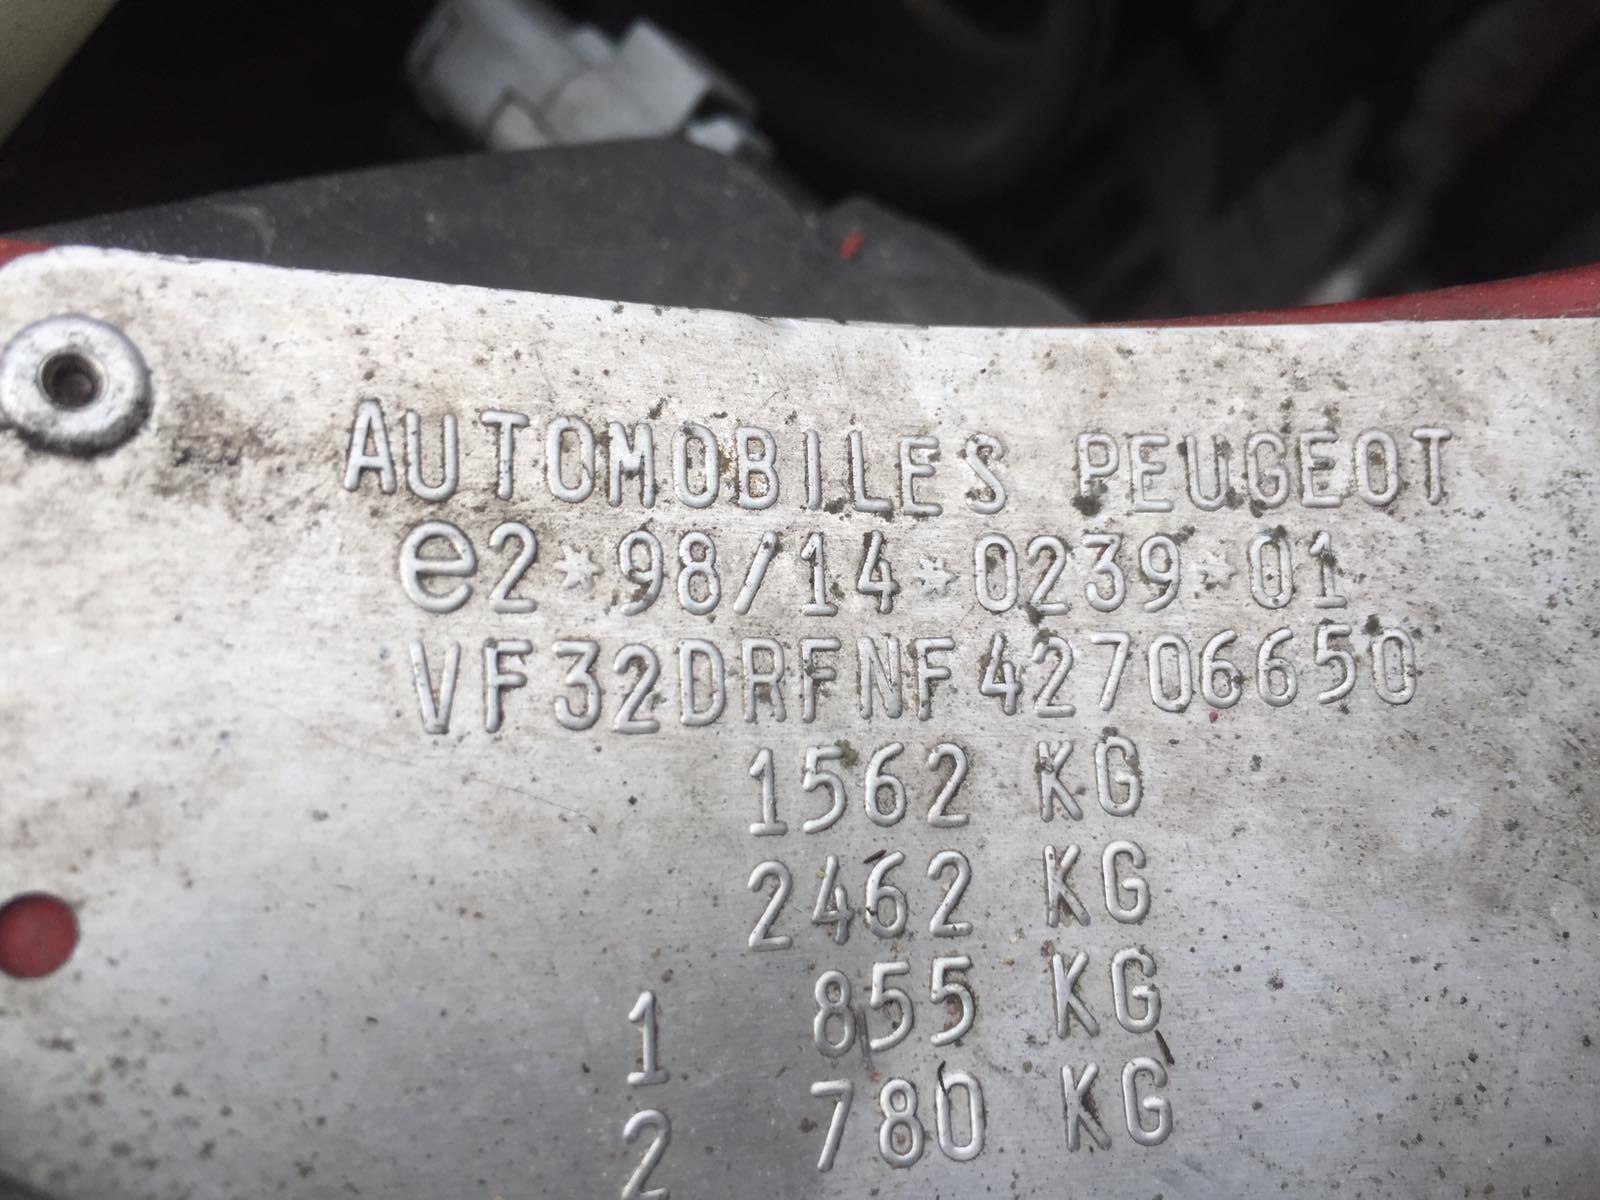 AUTOMOBILES PEUGEOT
e2*98/14*0239*01
VF32DRFNF42706650
1562 KG
2462 KG
1 855 KG
2 780 KG